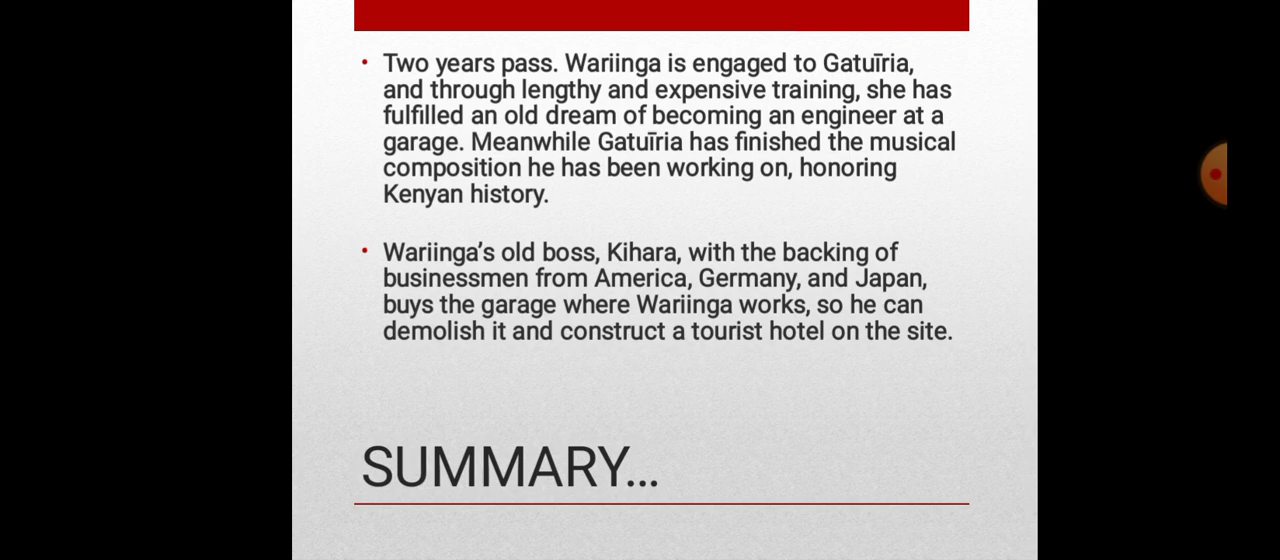 • Two years pass. Wariinga is engaged to Gatuīria,
and through lengthy and expensive training, she has
fulfilled an old dream of becoming an engineer at a
garage. Meanwhile Gatuīria has finished the musical
composition he has been working on, honoring
Kenyan history.
• Wariinga’s old boss, Kihara, with the backing of
businessmen from America, Germany, and Japan,
buys the garage where Wariinga works, so he can
demolish it and construct a tourist hotel on the site.
SUMMARY…